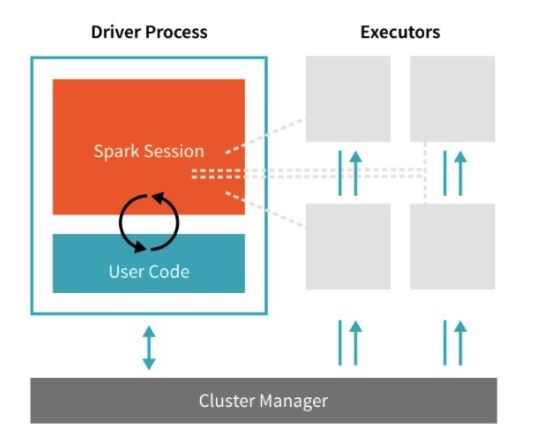 Driver Process
Executors
Spark Session
User Code
Cluster Manager